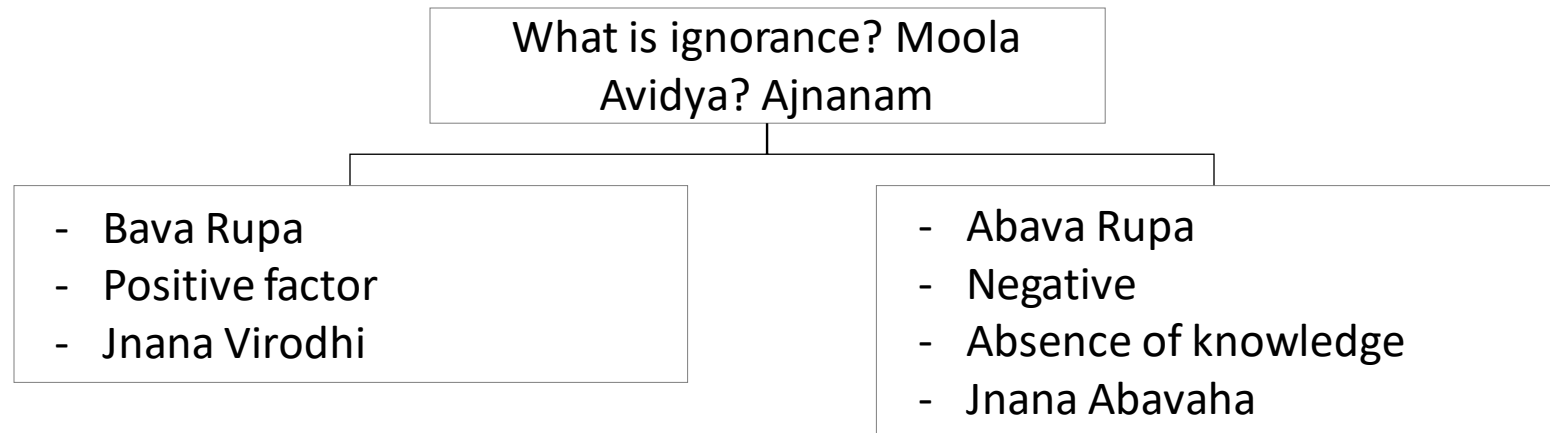 What is ignorance? Moola
Avidya? Ajnanam
- Bava Rupa
- Positive factor
- Jnana Virodhi
- Abava Rupa
- Negative
- Absence of knowledge
- Jnana Abavaha